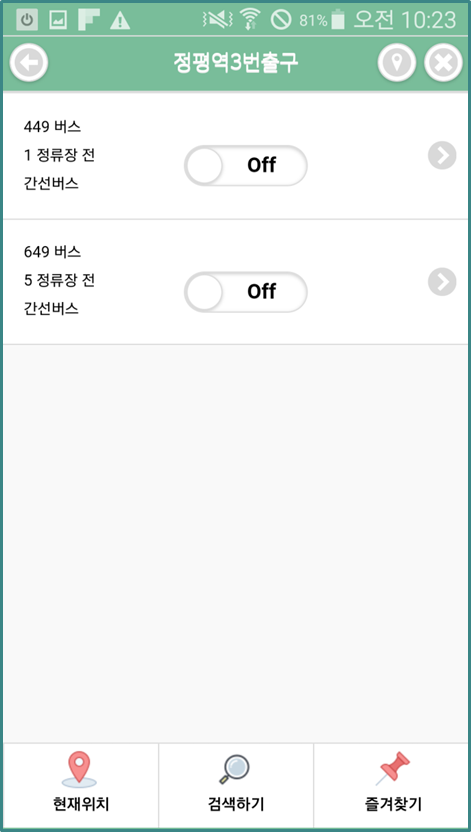 81% 오전 10:23
정평역3번출구
449 버스
1 정류장 전
간선버스
Off
649 버스
5 정류장 전
간선버스
Off
현재위치 검색하기 즐겨찾기